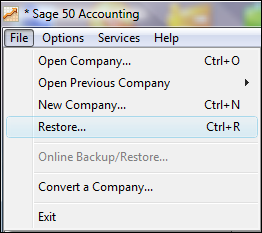 * Sage 50 Accounting
File Options Services Help
Open Company... Ctrl+O
Open Previous Company
New Company... Ctrl+N
Restore... Ctrl+R
Online Backup/Restore...
Convert a Company...
Exit